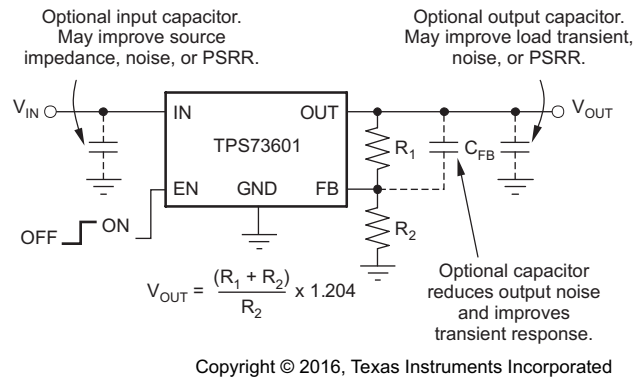 Optional input capacitor.
May improve source
impedance, noise, or PSRR.
Optional output capacitor.
May improve load transient,
noise, or PSRR.
VIN
IN
OUT
VOUT
TPS73601
R1
CFB
EN
GND
FB
OFF
ON
R2
VOUT = (R1 + R2) / R2 x 1.204
Optional capacitor
reduces output noise
and improves
transient response.
Copyright © 2016, Texas Instruments Incorporated